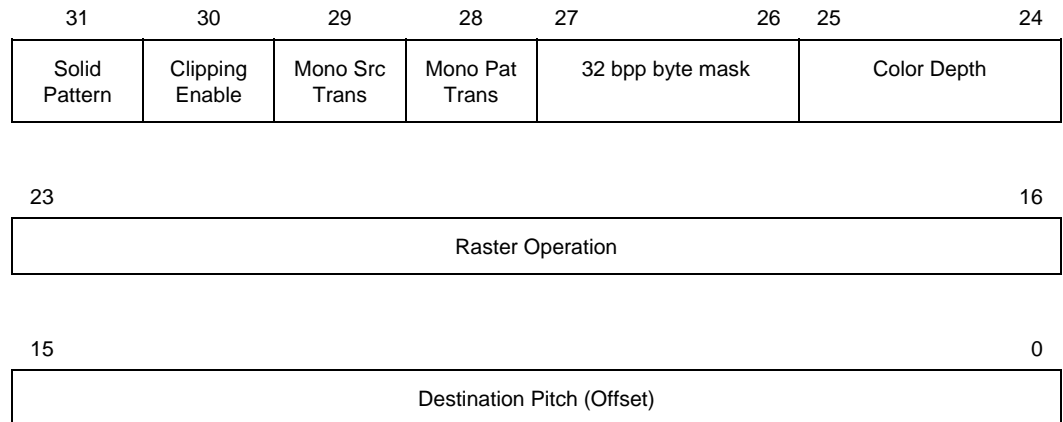 31 30 29 28 27 26 25 24
Solid Pattern Clipping Enable Mono Src Trans Mono Pat Trans 32 bpp byte mask Color Depth
23 16
Raster Operation
15 0
Destination Pitch (Offset)